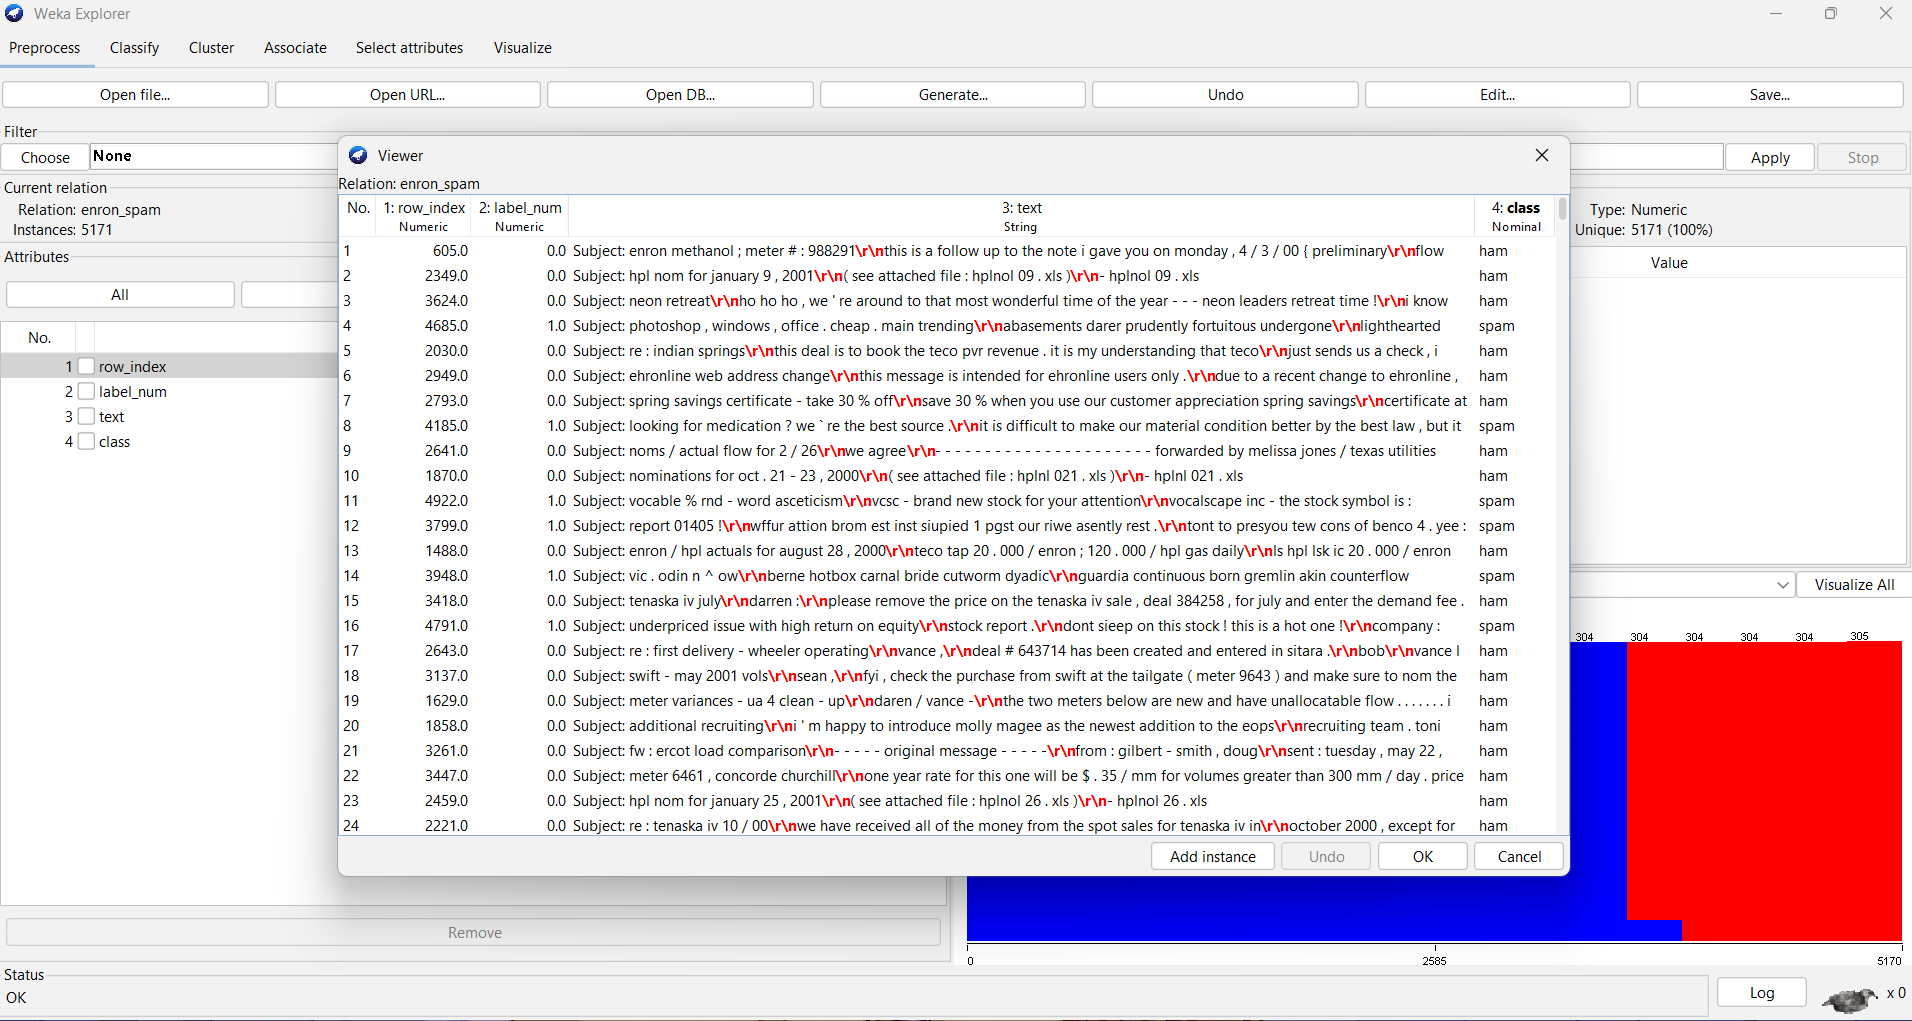 Weka Explorer
Preprocess Classify Cluster Associate Select attributes Visualize
Open file... Open URL... Open DB... Generate... Undo Edit... Save...
Filter
Choose None Apply Stop
Current relation
Relation: enron_spam
Instances: 5171
Type: Numeric
Unique: 5171 (100%)
Attributes
All
Value
No.
1 row_index
2 label_num
3 text
4 class
Visualize All
304 304 304 304 304 305
0 2585 5170
Remove
Status
OK
Log x 0
Viewer
Relation: enron_spam
No. 1: row_index 2: label_num 3: text 4: class
Numeric Numeric String Nominal
1 605.0 0.0 Subject: enron methanol ; meter # : 988291\r\nthis is a follow up to the note i gave you on monday , 4 / 3 / 00 { preliminary\r\nflow ham
2 2349.0 0.0 Subject: hpl nom for january 9 , 2001\r\n( see attached file : hplnol 09 . xls )\r\n- hplnol 09 . xls ham
3 3624.0 0.0 Subject: neon retreat\r\nho ho ho , we ' re around to that most wonderful time of the year - - - neon leaders retreat time !\r\ni know ham
4 4685.0 1.0 Subject: photoshop , windows , office . cheap . main trending\r\nabasements darer prudently fortuitous undergone\r\nlighthearted spam
5 2030.0 0.0 Subject: re : indian springs\r\nthis deal is to book the teco pvr revenue . it is my understanding that teco\r\njust sends us a check , i ham
6 2949.0 0.0 Subject: ehronline web address change\r\nthis message is intended for ehronline users only .\r\ndue to a recent change to ehronline , ham
7 2793.0 0.0 Subject: spring savings certificate - take 30 % off\r\nsave 30 % when you use our customer appreciation spring savings\r\ncertificate at ham
8 4185.0 1.0 Subject: looking for medication ? we ` re the best source .\r\nit is difficult to make our material condition better by the best law , but it spam
9 2641.0 0.0 Subject: noms / actual flow for 2 / 26\r\nwe agree\r\n- - - - - - - - - - - - - - - - - - - - - - forwarded by melissa jones / texas utilities ham
10 1870.0 0.0 Subject: nominations for oct . 21 - 23 , 2000\r\n( see attached file : hplnl 021 . xls )\r\n- hplnl 021 . xls ham
11 4922.0 1.0 Subject: vocable % rnd - word asceticism\r\nvcsc - brand new stock for your attention\r\nvocalscape inc - the stock symbol is : spam
12 3799.0 1.0 Subject: report 01405 !\r\nwffur attion brom est inst siupied 1 pgst our riwe asently rest .\r\ntont to presyou tew cons of benco 4 . yee : spam
13 1488.0 0.0 Subject: enron / hpl actuals for august 28 , 2000\r\nteco tap 20 . 000 / enron ; 120 . 000 / hpl gas daily\r\nls hpl lsk ic 20 . 000 / enron ham
14 3948.0 1.0 Subject: vic . odin n ^ ow\r\nberne hotbox carnal bride cutworm dyadic\r\nguardia continuous born gremlin akin counterflow spam
15 3418.0 0.0 Subject: tenaska iv july\r\ndarren :\r\nplease remove the price on the tenaska iv sale , deal 384258 , for july and enter the demand fee . ham
16 4791.0 1.0 Subject: underpriced issue with high return on equity\r\nstock report .\r\ndont sieep on this stock ! this is a hot one !\r\ncompany : spam
17 2643.0 0.0 Subject: re : first delivery - wheeler operating\r\nvance ,\r\ndeal # 643714 has been created and entered in sitara .\r\nbob\r\nvance l ham
18 3137.0 0.0 Subject: swift - may 2001 vols\r\nsean ,\r\nfyi , check the purchase from swift at the tailgate ( meter 9643 ) and make sure to nom the ham
19 1629.0 0.0 Subject: meter variances - ua 4 clean - up\r\ndaren / vance -\r\nthe two meters below are new and have unallocatable flow . . . . . . . i ham
20 1858.0 0.0 Subject: additional recruiting\r\ni ' m happy to introduce molly magee as the newest addition to the eops\r\nrecruiting team . toni ham
21 3261.0 0.0 Subject: fw : ercot load comparison\r\n- - - - - original message - - - - -\r\nfrom : gilbert - smith , doug\r\nsent : tuesday , may 22 , ham
22 3447.0 0.0 Subject: meter 6461 , concorde churchill\r\none year rate for this one will be $ . 35 / mm for volumes greater than 300 mm / day . price ham
23 2459.0 0.0 Subject: hpl nom for january 25 , 2001\r\n( see attached file : hplnol 26 . xls )\r\n- hplnol 26 . xls ham
24 2221.0 0.0 Subject: re : tenaska iv 10 / 00\r\nwe have received all of the money from the spot sales for tenaska iv in\r\noctober 2000 , except for ham
Add instance Undo OK Cancel